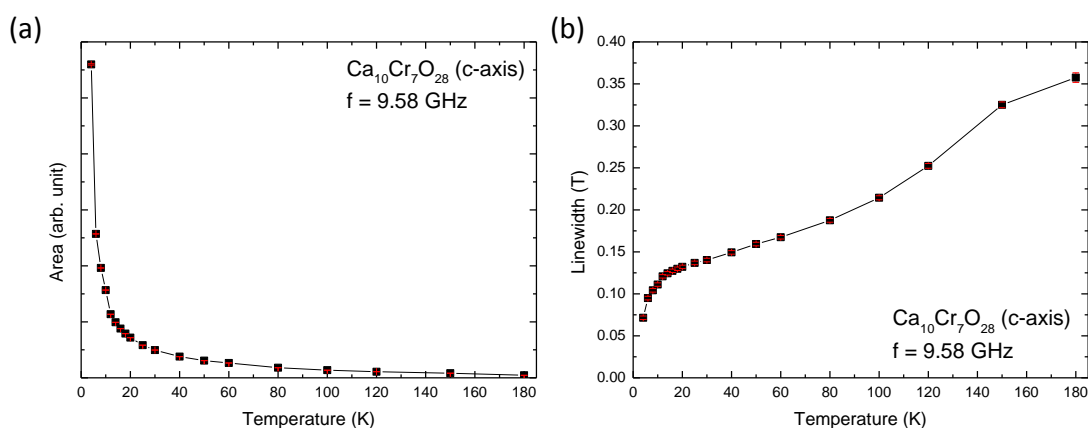 (a)
Ca10Cr7O28 (c-axis)
f = 9.58 GHz
Area (arb. unit)
0 20 40 60 80 100 120 140 160 180
Temperature (K)
(b)
0.40
0.35
0.30
0.25
0.20
0.15
0.10
0.05
0.00
Linewidth (T)
Ca10Cr7O28 (c-axis)
f = 9.58 GHz
0 20 40 60 80 100 120 140 160 180
Temperature (K)